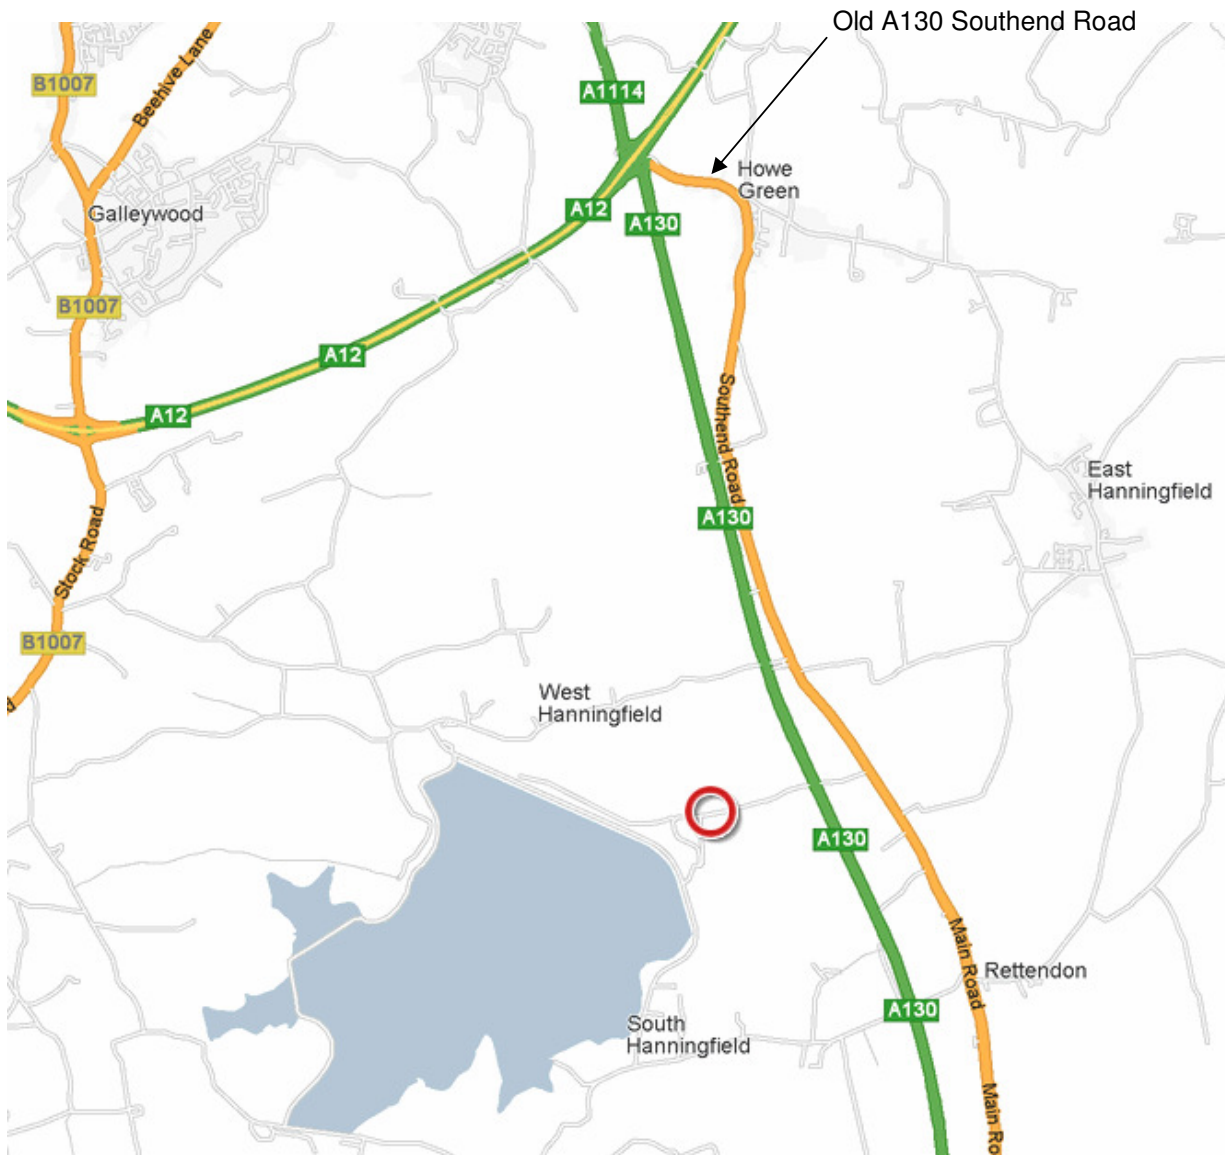 Old A130 Southend Road
B1007
Beehive Lane
A1114
Howe
Green
Galleywood
A12
A130
B1007
A12
A12
Southend Road
East
Hanningfield
A130
Stock Road
B1007
West
Hanningfield
A130
Main Road
Rettendon
A130
South
Hanningfield
Main Ro